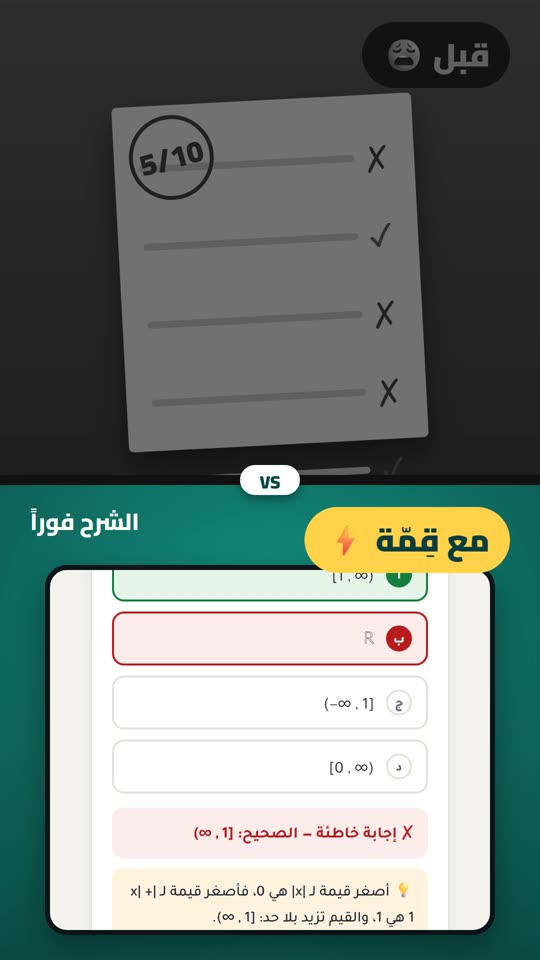 قبل 😩
5/10
VS
الشرح فوراً
مع قِمّة ⚡
أ [1 , ∞)
ب ℝ
ج (−∞ , 1]
د [0 , ∞)
✗ إجابة خاطئة – الصحيح: [1 , ∞)
💡 أصغر قيمة لـ |x| هي 0، فأصغر قيمة لـ |x| +
1 هي 1، والقيم تزيد بلا حد: [1 , ∞).